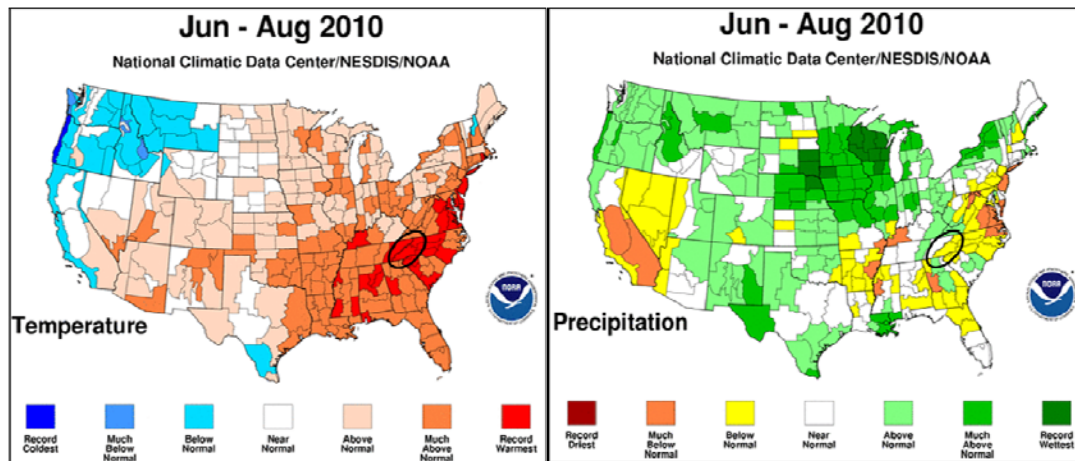 Jun - Aug 2010
National Climatic Data Center/NESDIS/NOAA
NOAA
Temperature
Record Coldest
Much Below Normal
Below Normal
Near Normal
Above Normal
Much Above Normal
Record Warmest
Jun - Aug 2010
National Climatic Data Center/NESDIS/NOAA
NOAA
Precipitation
Record Driest
Much Below Normal
Below Normal
Near Normal
Above Normal
Much Above Normal
Record Wettest